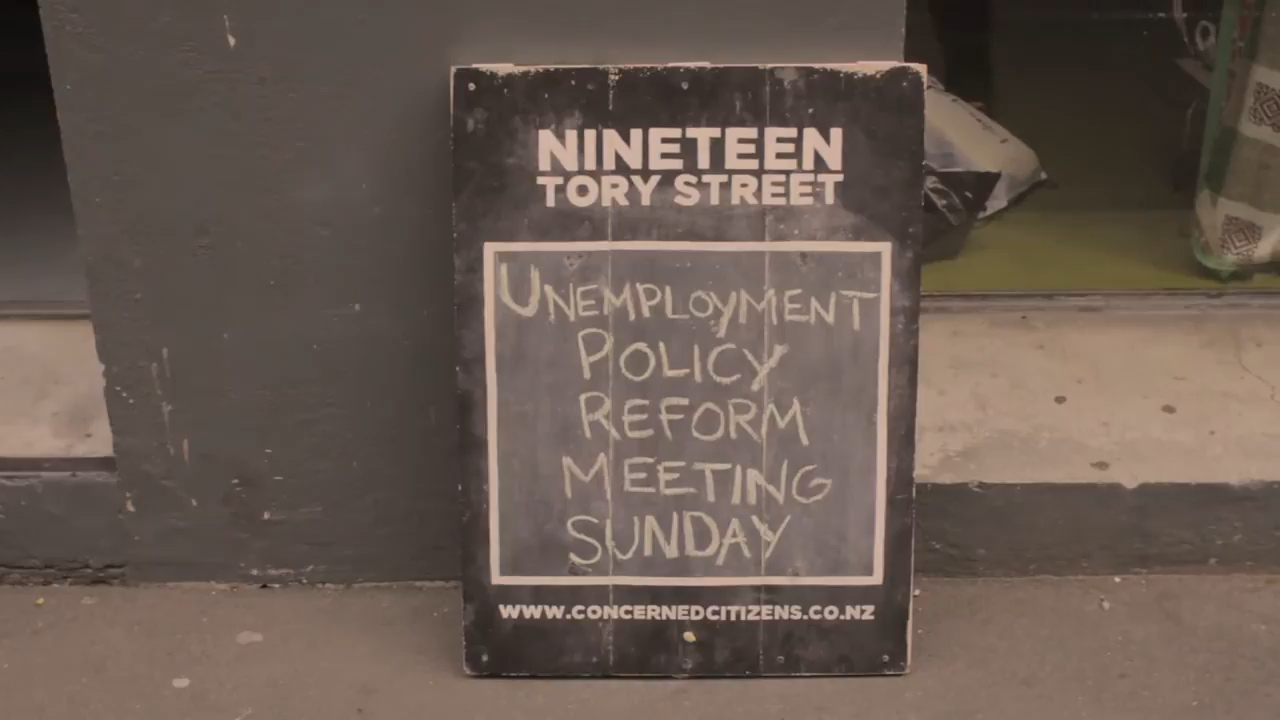 NINETEEN
TORY STREET
UNEMPLOYMENT
POLICY
REFORM
MEETING
SUNDAY
WWW.CONCERNEDCITIZENS.CO.NZ